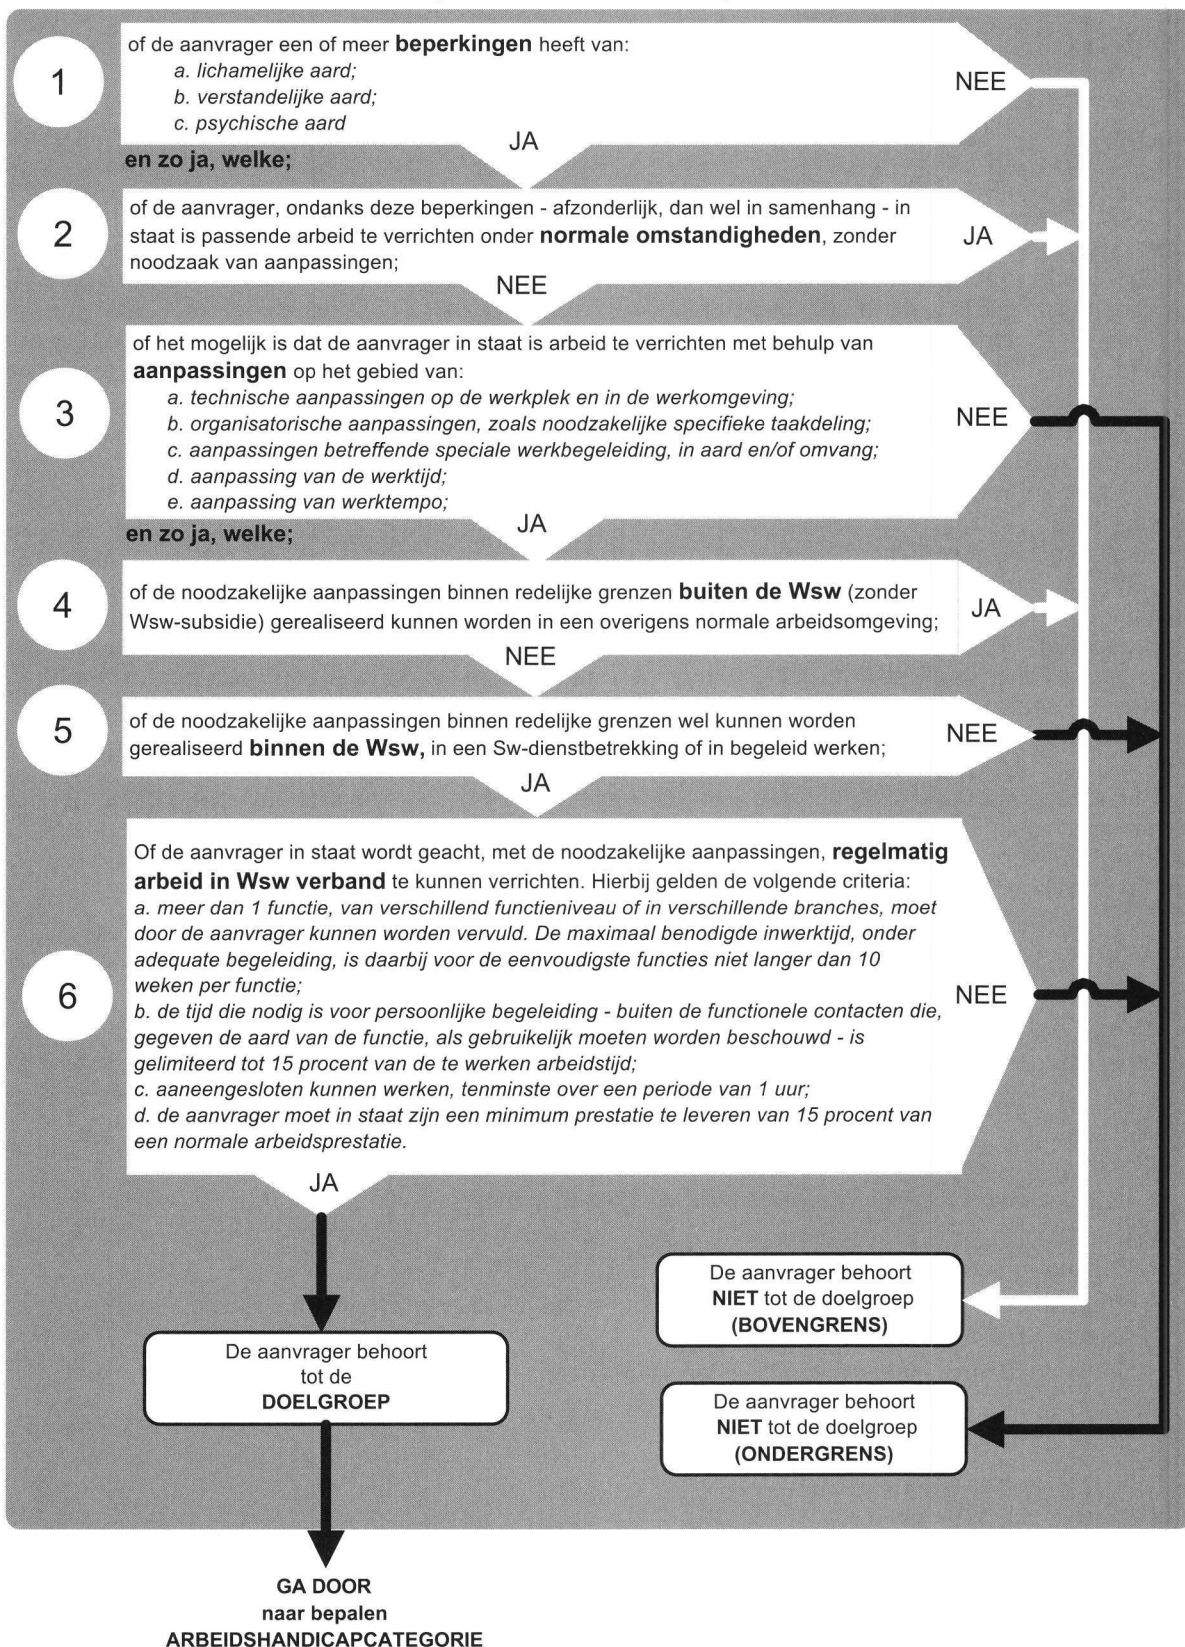 1
of de aanvrager een of meer beperkingen heeft van:
a. lichamelijke aard;
b. verstandelijke aard;
c. psychische aard
NEE
JA
en zo ja, welke;
2
of de aanvrager, ondanks deze beperkingen - afzonderlijk, dan wel in samenhang - in
staat is passende arbeid te verrichten onder normale omstandigheden, zonder
noodzaak van aanpassingen;
JA
NEE
3
of het mogelijk is dat de aanvrager in staat is arbeid te verrichten met behulp van
aanpassingen op het gebied van:
a. technische aanpassingen op de werkplek en in de werkomgeving;
b. organisatorische aanpassingen, zoals noodzakelijke specifieke taakdeling;
c. aanpassingen betreffende speciale werkbegeleiding, in aard en/of omvang;
d. aanpassing van de werktijd;
e. aanpassing van werktempo;
NEE
JA
en zo ja, welke;
4
of de noodzakelijke aanpassingen binnen redelijke grenzen buiten de Wsw (zonder
Wsw-subsidie) gerealiseerd kunnen worden in een overigens normale arbeidsomgeving;
JA
NEE
5
of de noodzakelijke aanpassingen binnen redelijke grenzen wel kunnen worden
gerealiseerd binnen de Wsw, in een Sw-dienstbetrekking of in begeleid werken;
NEE
JA
6
Of de aanvrager in staat wordt geacht, met de noodzakelijke aanpassingen, regelmatig
arbeid in Wsw verband te kunnen verrichten. Hierbij gelden de volgende criteria:
a. meer dan 1 functie, van verschillend functieniveau of in verschillende branches, moet
door de aanvrager kunnen worden vervuld. De maximaal benodigde inwerktijd, onder
adequate begeleiding, is daarbij voor de eenvoudigste functies niet langer dan 10
weken per functie;
b. de tijd die nodig is voor persoonlijke begeleiding - buiten de functionele contacten die,
gegeven de aard van de functie, als gebruikelijk moeten worden beschouwd - is
gelimiteerd tot 15 procent van de te werken arbeidstijd;
c. aaneengesloten kunnen werken, tenminste over een periode van 1 uur;
d. de aanvrager moet in staat zijn een minimum prestatie te leveren van 15 procent van
een normale arbeidsprestatie.
NEE
JA
De aanvrager behoort
NIET tot de doelgroep
(BOVENGRENS)
De aanvrager behoort
tot de
DOELGROEP
De aanvrager behoort
NIET tot de doelgroep
(ONDERGRENS)
GA DOOR
naar bepalen
ARBEIDSHANDICAPCATEGORIE